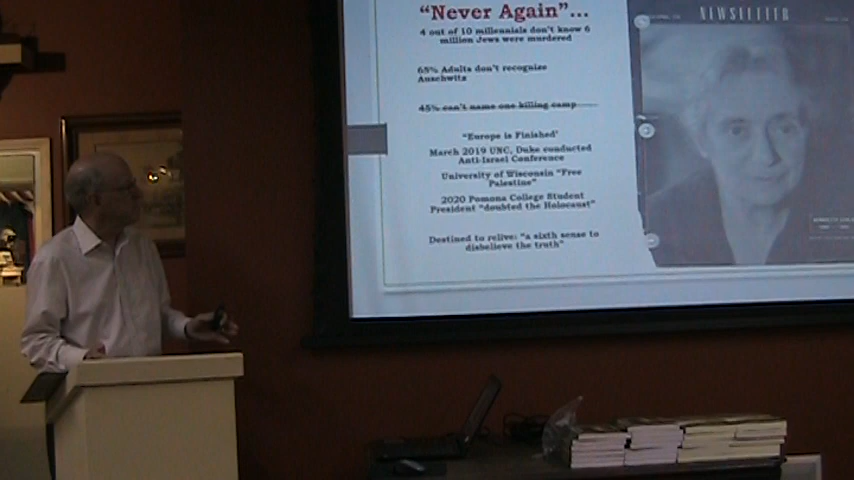 "Never Again"...
4 out of 10 millennials don't know 6
million Jews were murdered
65% Adults don't recognize
Auschwitz
45% can't name one killing camp
"Europe is Finished'
March 2019 UNC, Duke conducted
Anti-Israel Conference
University of Wisconsin "Free
Palestine"
2020 Pomona College Student
President "doubted the Holocaust"
Destined to relive: "a sixth sense to
disbelieve the truth"
NEWSLETTER